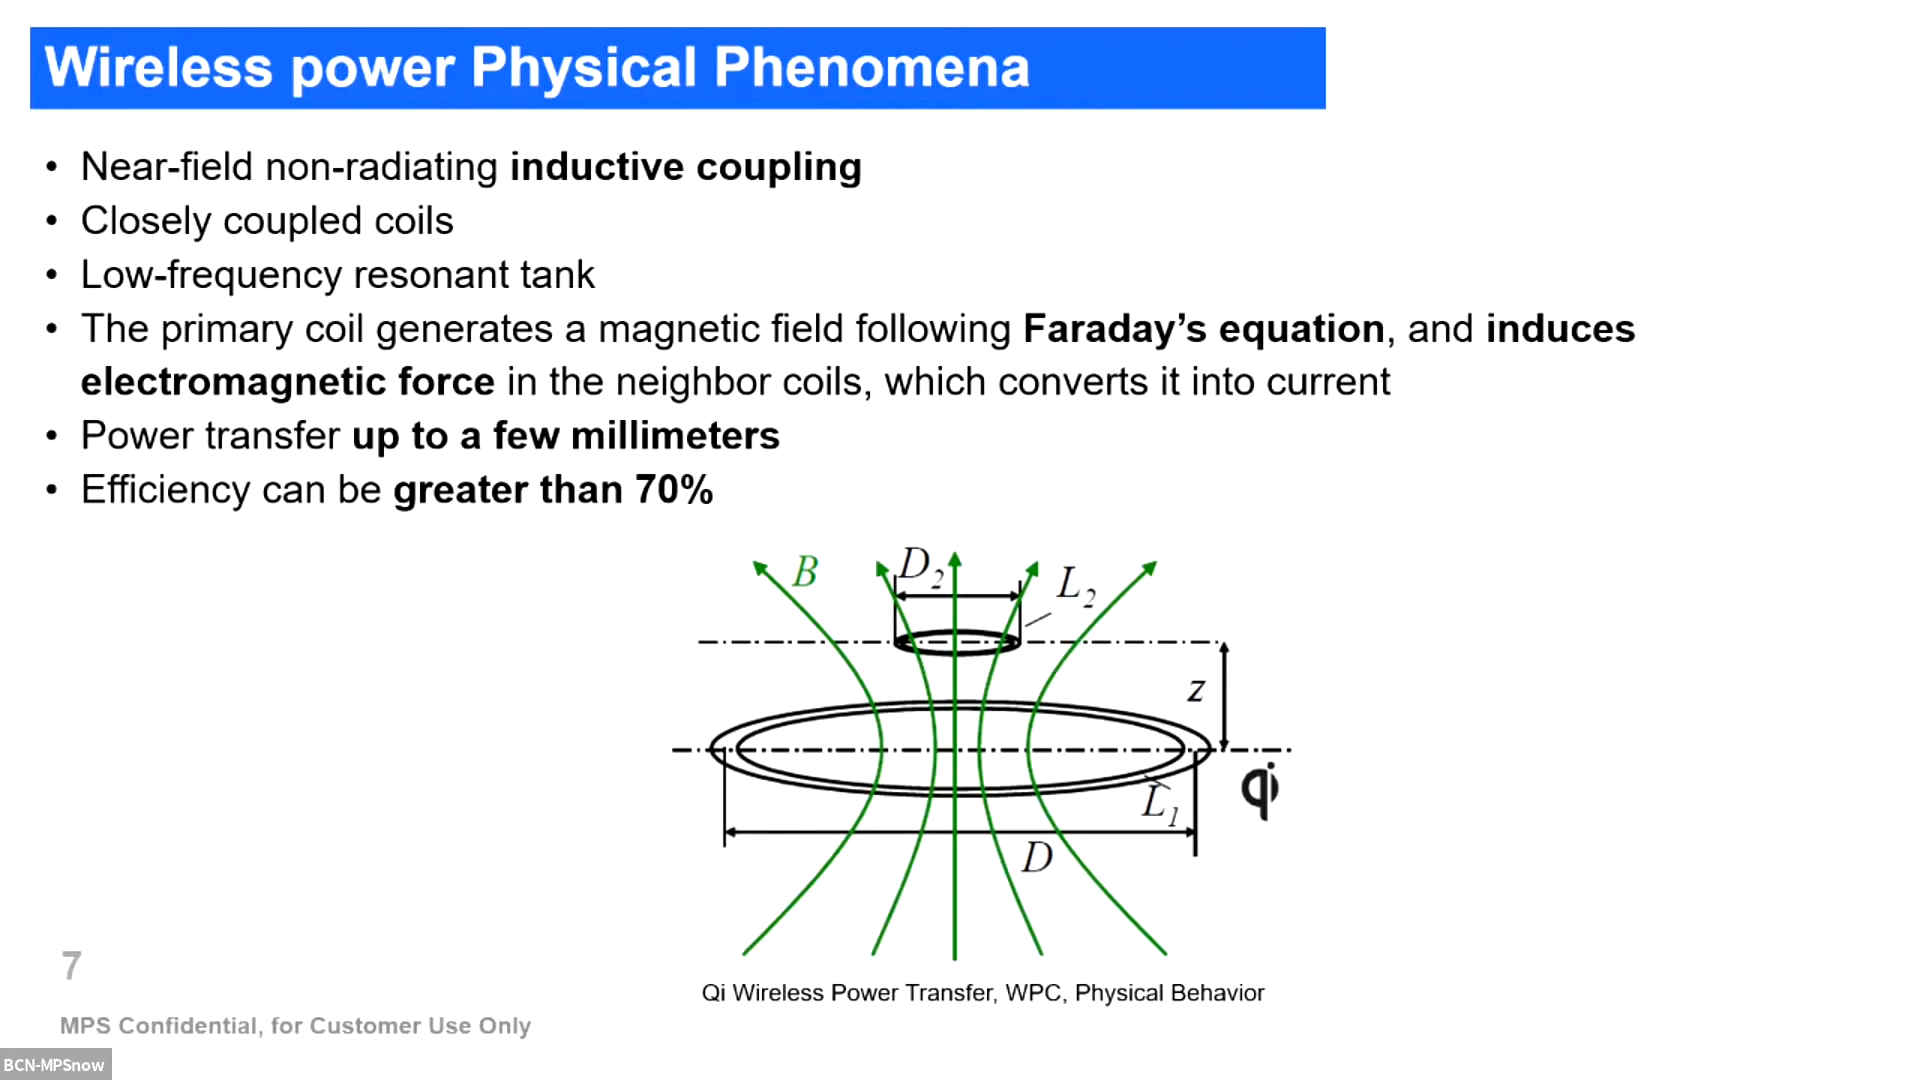 Wireless power Physical Phenomena
• Near-field non-radiating inductive coupling
• Closely coupled coils
• Low-frequency resonant tank
• The primary coil generates a magnetic field following Faraday’s equation, and induces
electromagnetic force in the neighbor coils, which converts it into current
• Power transfer up to a few millimeters
• Efficiency can be greater than 70%
B
D2
L2
z
L1
qi
D
7
Qi Wireless Power Transfer, WPC, Physical Behavior
MPS Confidential, for Customer Use Only
BCN-MPSnow